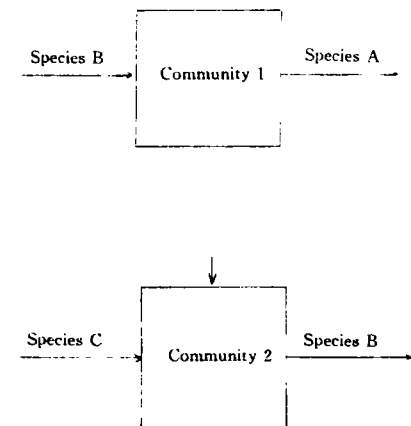 Species B
Community 1
Species A
Species C
Community 2
Species B